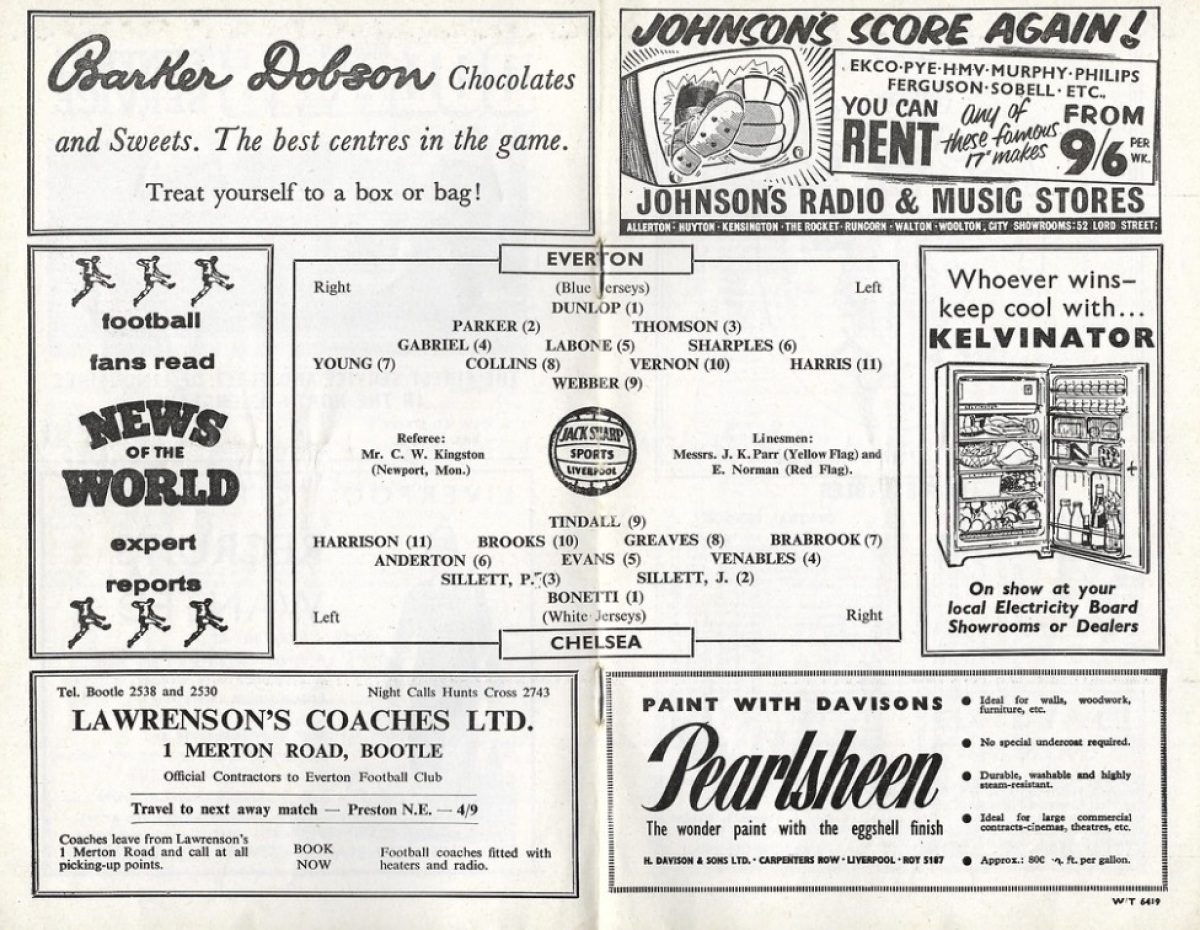 Barker Dobson Chocolates
and Sweets. The best centres in the game.
Treat yourself to a box or bag!
JOHNSON'S SCORE AGAIN!
EKCO·PYE·HMV·MURPHY·PHILIPS
FERGUSON·SOBELL·ETC.,
YOU CAN
RENT
any of
these famous
17" makes
FROM
9/6 PER WK.
JOHNSON'S RADIO & MUSIC STORES
ALLERTON·HUYTON·KENSINGTON·THE ROCKET·RUNCORN·WALTON·WOOLTON, CITY SHOWROOMS:52 LORD STREET:
football
fans read
NEWS
OF THE
WORLD
expert
reports
EVERTON
Right (Blue Jerseys) Left
DUNLOP (1)
PARKER (2) THOMSON (3)
GABRIEL (4) LABONE (5) SHARPLES (6)
YOUNG (7) COLLINS (8) VERNON (10) HARRIS (11)
WEBBER (9)
Referee:
Mr. C. W. Kingston
(Newport, Mon.)
JACK SHARP
SPORTS
LIVERPOOL
Linesmen:
Messrs. J. K. Parr (Yellow Flag) and
E. Norman (Red Flag).
TINDALL (9)
HARRISON (11) BROOKS (10) GREAVES (8) BRABROOK (7)
ANDERTON (6) EVANS (5) VENABLES (4)
SILLETT, P. (3) SILLETT, J. (2)
BONETTI (1)
Left (White Jerseys) Right
CHELSEA
Whoever wins–
keep cool with...
KELVINATOR
On show at your
local Electricity Board
Showrooms or Dealers
Tel. Bootle 2538 and 2530 Night Calls Hunts Cross 2743
LAWRENSON'S COACHES LTD.
1 MERTON ROAD, BOOTLE
Official Contractors to Everton Football Club
Travel to next away match — Preston N.E. — 4/9
Coaches leave from Lawrenson's
1 Merton Road and call at all
picking-up points.
BOOK
NOW
Football coaches fitted with
heaters and radio.
PAINT WITH DAVISONS
Pearlsheen
The wonder paint with the eggshell finish
H. DAVISON & SONS LTD. · CARPENTERS ROW · LIVERPOOL · ROY 5187
● Ideal for walls, woodwork,
furniture, etc.
● No special undercoat required.
● Durable, washable and highly
steam-resistant.
● Ideal for large commercial
contracts-cinemas, theatres, etc.
● Approx.: 800 ft. per gallon.
W/T 6419